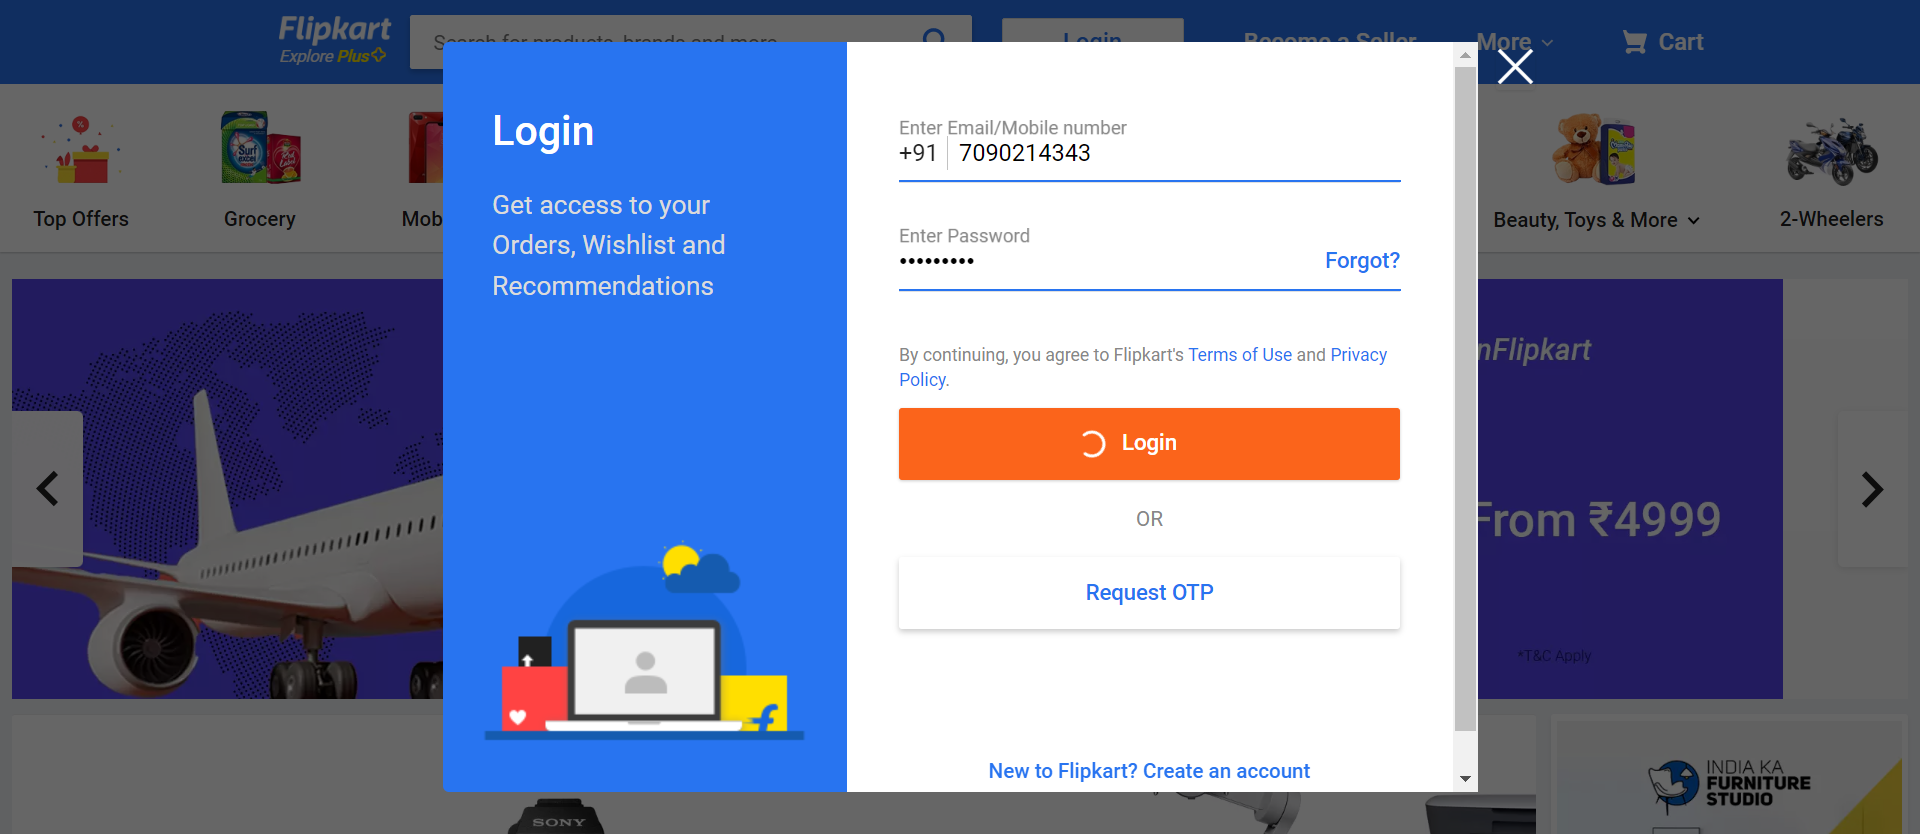 Flipkart
Explore Plus
Search for products, brands and more
Login
Become a Seller
More
Cart
Top Offers
Grocery
Mob
Beauty, Toys & More
2-Wheelers
Login
Get access to your
Orders, Wishlist and
Recommendations
Enter Email/Mobile number
+91 7090214343
Enter Password
•••••••••
Forgot?
By continuing, you agree to Flipkart's Terms of Use and Privacy
Policy.
Login
OR
Request OTP
New to Flipkart? Create an account
nFlipkart
From ₹4999
*T&C Apply
Surf
excel
SONY
INDIA KA
FURNITURE
STUDIO